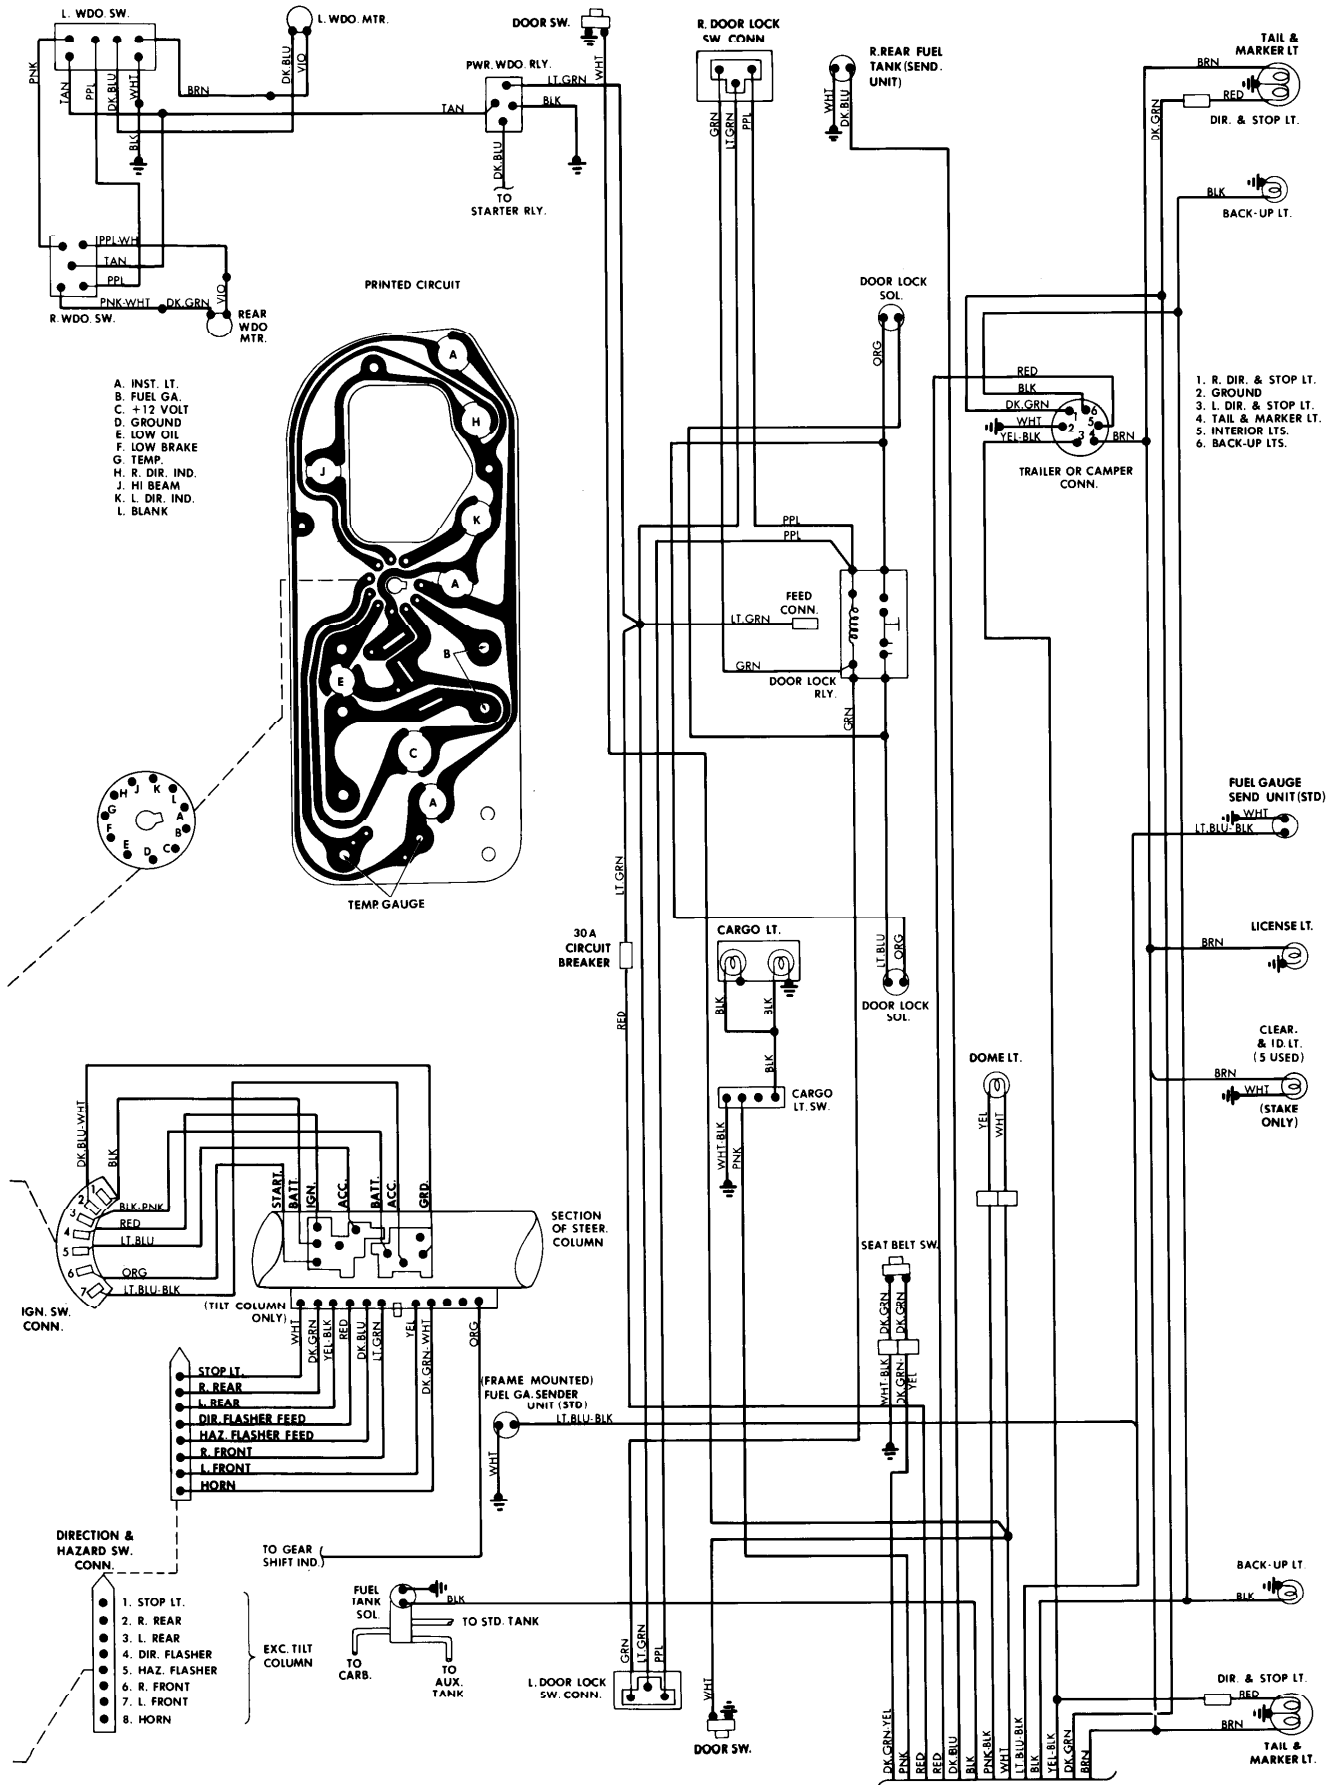 L. WDO. SW.
L. WDO. MTR.
DOOR SW.
R. DOOR LOCK
SW. CONN.
R.REAR FUEL
TANK (SEND.
UNIT)
TAIL &
MARKER LT
PNK
TAN
PPL
DK.BLU
WHT
BRN
DK.BLU
VIO
BLK
TAN
PWR. WDO. RLY.
LT.GRN
BLK
DK.BLU
TO
STARTER RLY.
WHT
GRN
LT.GRN
PPL
WHT
DK.BLU
BRN
RED
DK.GRN
DIR. & STOP LT.
BLK
BACK-UP LT.
PPL-WH
TAN
PPL
PNK-WHT
DK.GRN
VIO
R. WDO. SW.
REAR
WDO
MTR.
PRINTED CIRCUIT
A. INST. LT.
B. FUEL GA.
C. +12 VOLT
D. GROUND
E. LOW OIL
F. LOW BRAKE
G. TEMP.
H. R. DIR. IND.
J. HI BEAM
K. L. DIR. IND.
L. BLANK
A
H
J
K
A
B
E
C
A
TEMP. GAUGE
H
J
K
L
A
B
C
D
E
F
G
DOOR LOCK
SOL.
ORG
RED
BLK
DK.GRN
WHT
YEL-BLK
BRN
1
2
3
4
5
6
TRAILER OR CAMPER
CONN.
1. R. DIR. & STOP LT.
2. GROUND
3. L. DIR. & STOP LT.
4. TAIL & MARKER LT.
5. INTERIOR LTS.
6. BACK-UP LTS.
PPL
PPL
FEED
CONN.
LT.GRN
GRN
DOOR LOCK
RLY.
GRN
FUEL GAUGE
SEND UNIT(STD)
WHT
LT.BLU-BLK
LT.GRN
30 A
CIRCUIT
BREAKER
RED
CARGO LT.
BLK
BLK
BLK
CARGO
LT. SW.
WHT-BLK
PNK
LT.BLU
ORG
DOOR LOCK
SOL.
LICENSE LT.
BRN
CLEAR.
& ID.LT.
(5 USED)
BRN
WHT
(STAKE
ONLY)
DOME LT.
YEL
WHT
DK.BLU-WHT
BLK
BLK-PNK
RED
LT.BLU
ORG
LT.BLU-BLK
1
2
3
4
5
6
7
IGN. SW.
CONN.
START.
BATT.
IGN.
ACC.
BATT.
ACC.
GRD.
SECTION
OF STEER.
COLUMN
(TILT COLUMN
ONLY)
WHT
DK.GRN
YEL-BLK
RED
DK.BLU
LT.GRN
YEL
DK.GRN-WHT
ORG
STOP LT.
R. REAR
L. REAR
DIR. FLASHER FEED
HAZ. FLASHER FEED
R. FRONT
L. FRONT
HORN
SEAT BELT SW.
DK.GRN
DK.GRN
WHT-BLK
DK.GRN-
YEL
(FRAME MOUNTED)
FUEL GA. SENDER
UNIT (STD)
LT.BLU-BLK
WHT
DIRECTION &
HAZARD SW.
CONN.
TO GEAR
SHIFT IND.
1. STOP LT.
2. R. REAR
3. L. REAR
4. DIR. FLASHER
5. HAZ. FLASHER
6. R. FRONT
7. L. FRONT
8. HORN
EXC. TILT
COLUMN
FUEL
TANK
SOL.
BLK
TO STD. TANK
TO
CARB.
TO
AUX.
TANK
GRN
LT.GRN
PPL
L. DOOR LOCK
SW. CONN.
WHT
DOOR SW.
BACK-UP LT.
BLK
DIR. & STOP LT.
RED
BRN
TAIL &
MARKER LT.
DK.GRN-YEL
PNK
RED
RED
DK.BLU
BLK
PNK-BLK
WHT
LT.BLU-BLK
BLK
YEL-BLK
DK.GRN
BRN